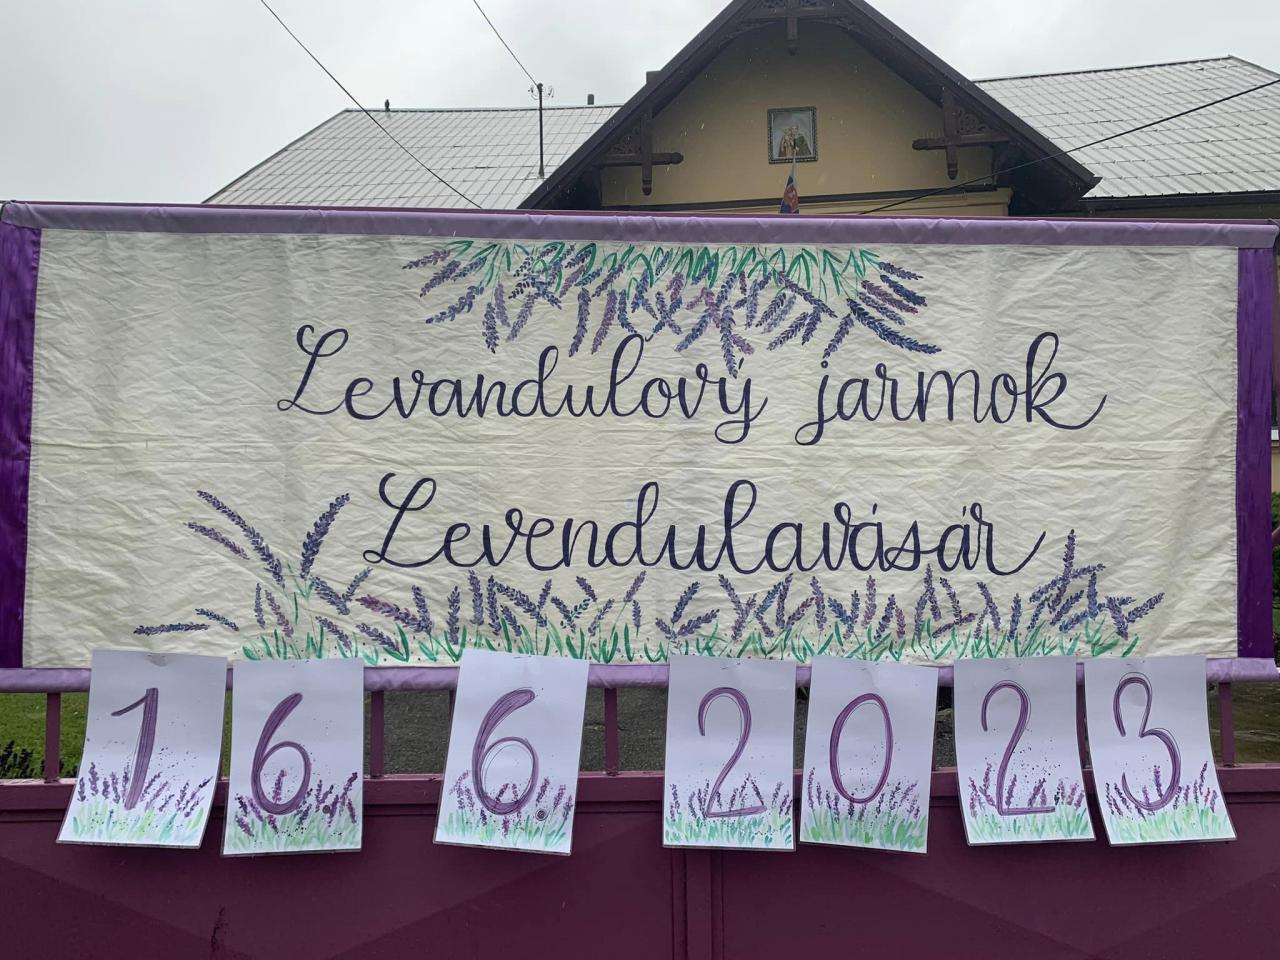 Levandulový jarmok
Levendulavásár
16 6 2023